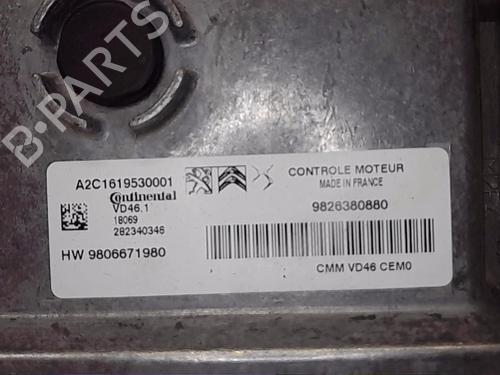 B-PARTS
A2C1619530001
Continental
VD46.1
18069
282340346
HW 9806671980
CONTROLE MOTEUR
MADE IN FRANCE
9826380880
CMM VD46 CEM0